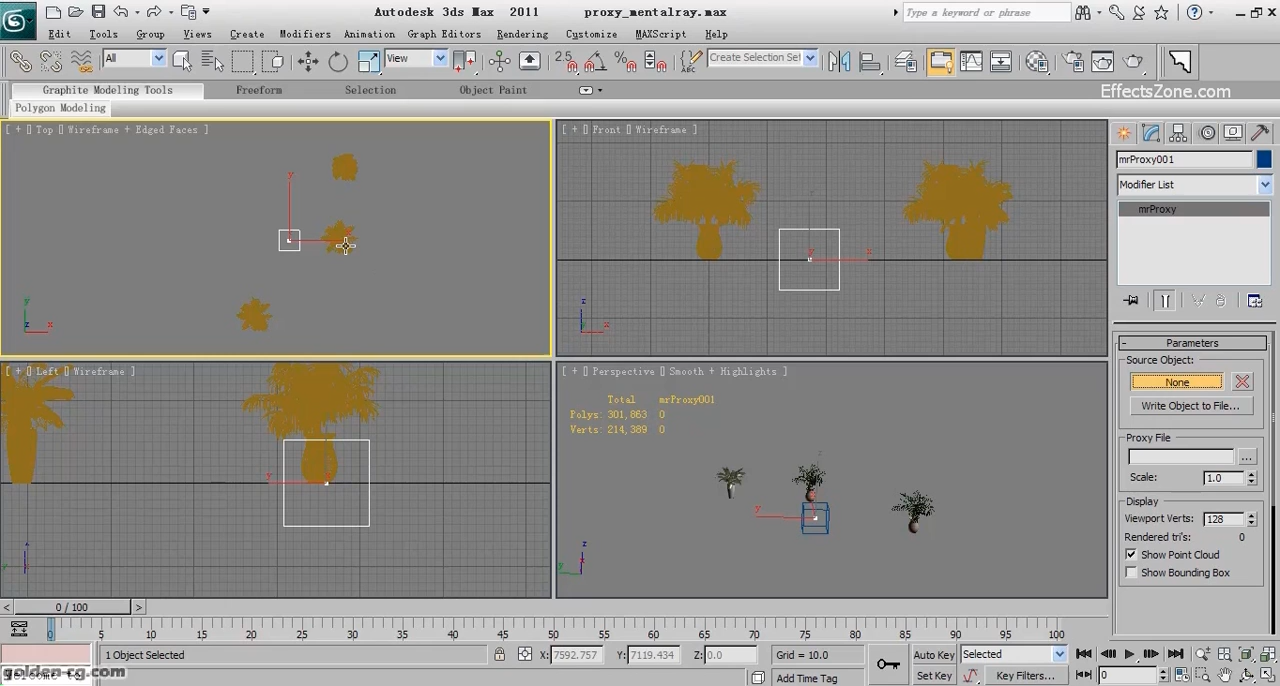 Autodesk 3ds Max 2011 proxy_mentalray.max
Type a keyword or phrase
Edit Tools Group Views Create Modifiers Animation Graph Editors Rendering Customize MAXScript Help
All View 2.5 Create Selection Set
Graphite Modeling Tools Freeform Selection Object Paint
EffectsZone.com
Polygon Modeling
[ + [] Top [] Wireframe + Edged Faces ]
[ + [] Front [] Wireframe ]
mrProxy001
Modifier List
mrProxy
y
x
y
x
z
x
Parameters
Source Object:
None
Write Object to File...
[ + [] Left [] Wireframe ]
[ + [] Perspective [] Smooth + Highlights ]
Total mrProxy001
Polys: 301,863 0
Verts: 214,389 0
Proxy File
...
Scale: 1.0
Display
Viewport Verts: 128
Rendered tri's: 0
Show Point Cloud
Show Bounding Box
0 / 100
0 5 10 15 20 25 30 35 40 45 50 55 60 65 70 75 80 85 90 95 100
1 Object Selected X: 7592.757 Y: 7119.434 Z: 0.0 Grid = 10.0 Auto Key Selected
golden-cg.com
Add Time Tag Set Key Key Filters... 0